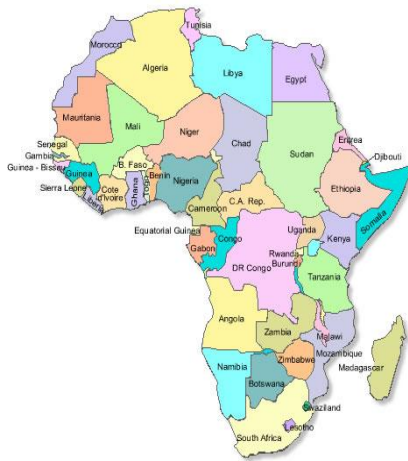 Tunisia
Morocco
Algeria
Libya
Egypt
Mauritania
Mali
Niger
Chad
Sudan
Eritrea
Djibouti
Senegal
Gambia
Guinea - Bissau
Guinea
Sierra Leone
Liberia
Cote
d'Ivoire
B. Faso
Ghana
Togo
Benin
Nigeria
Cameroon
C.A. Rep.
Ethiopia
Somalia
Equatorial Guinea
Gabon
Congo
DR Congo
Uganda
Kenya
Rwanda
Burundi
Tanzania
Angola
Zambia
Malawi
Mozambique
Madagascar
Zimbabwe
Namibia
Botswana
Swaziland
Lesotho
South Africa